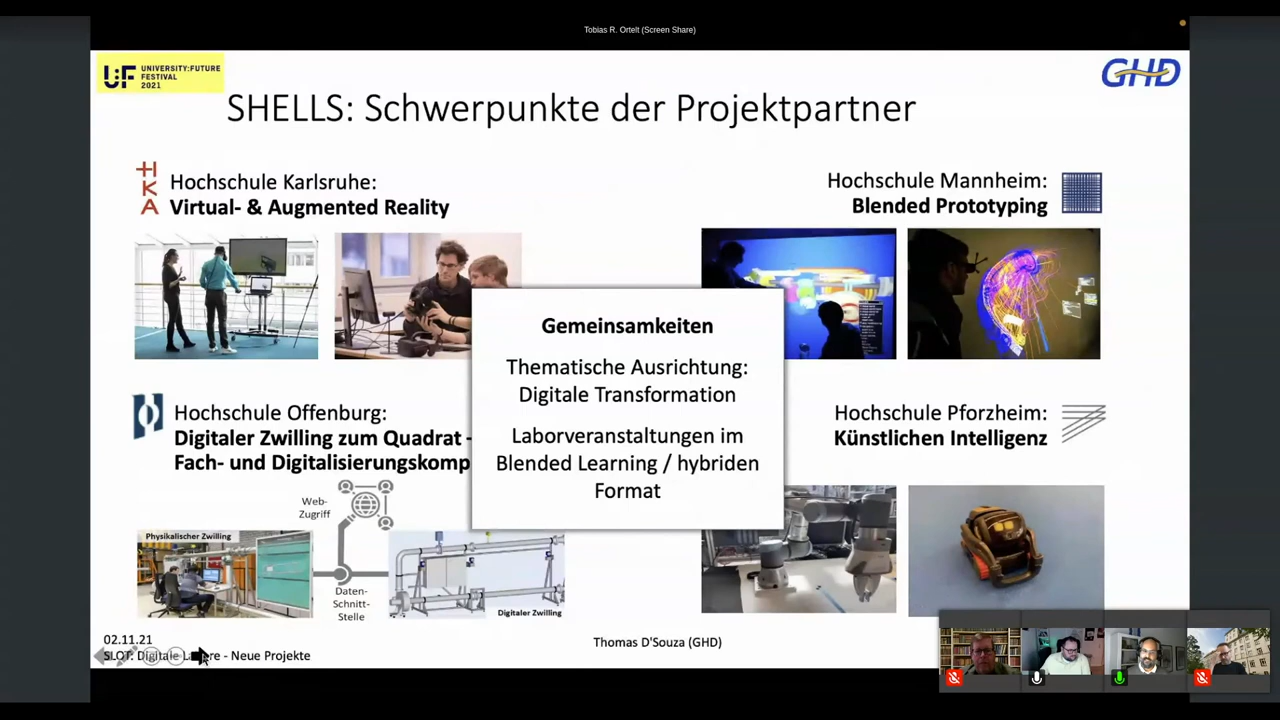 Tobias R. Ortelt (Screen Share)
UF UNIVERSITY:FUTURE
FESTIVAL
2021
GHD
SHELLS: Schwerpunkte der Projektpartner
HKA
Hochschule Karlsruhe:
Virtual- & Augmented Reality
Hochschule Mannheim:
Blended Prototyping
Gemeinsamkeiten
Thematische Ausrichtung:
Digitale Transformation
Laborveranstaltungen im
Blended Learning / hybriden
Format
Hochschule Offenburg:
Digitaler Zwilling zum Quadrat -
Fach- und Digitalisierungskomp
Hochschule Pforzheim:
Künstlichen Intelligenz
Web-
Zugriff
Physikalischer Zwilling
Daten-
Schnitt-
Stelle
Digitaler Zwilling
02.11.21
SLOT: Digitale Labore - Neue Projekte
Thomas D'Souza (GHD)